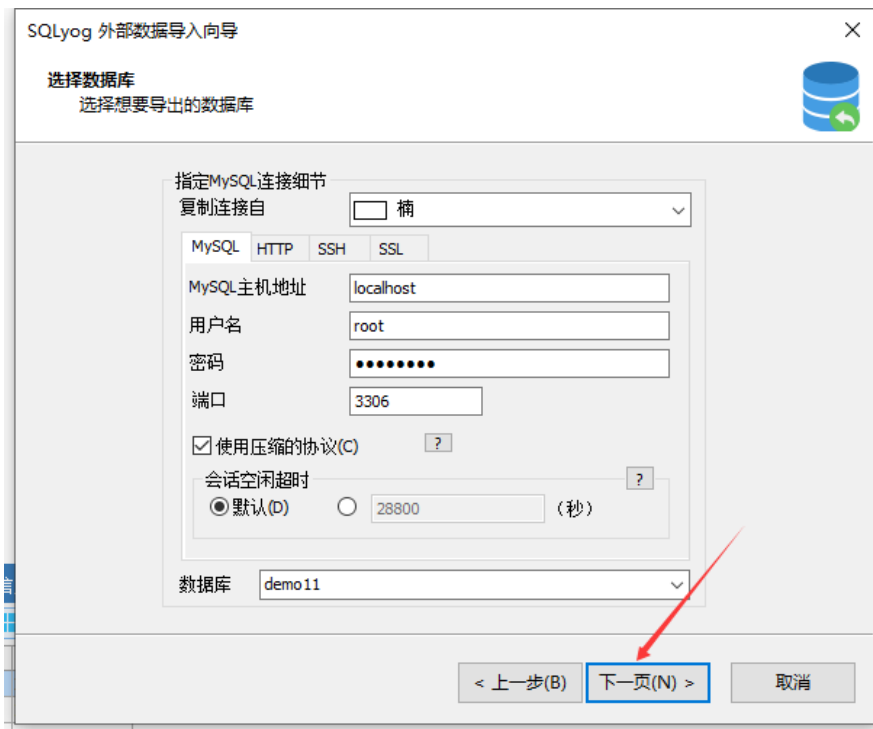 SQLyog 外部数据导入向导
选择数据库
选择想要导出的数据库
指定MySQL连接细节
复制连接自 楠
MySQL HTTP SSH SSL
MySQL主机地址 localhost
用户名 root
密码 ●●●●●●●●
端口 3306
使用压缩的协议(C) ?
会话空闲超时 ?
默认(D) 28800 (秒)
数据库 demo11
< 上一步(B) 下一页(N) > 取消